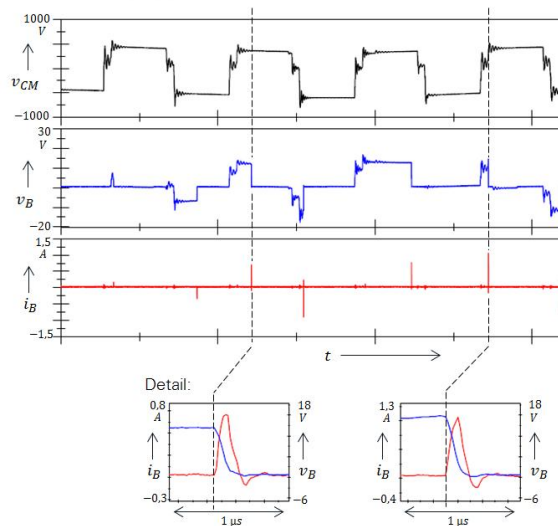 1000
V
v_CM
−1000
30
V
v_B
−20
1,5
A
i_B
−1,5
t
Detail:
0,8
A
i_B
−0,3
18
V
v_B
−6
1 µs
1,3
A
i_B
−0,4
18
V
v_B
−6
1 µs